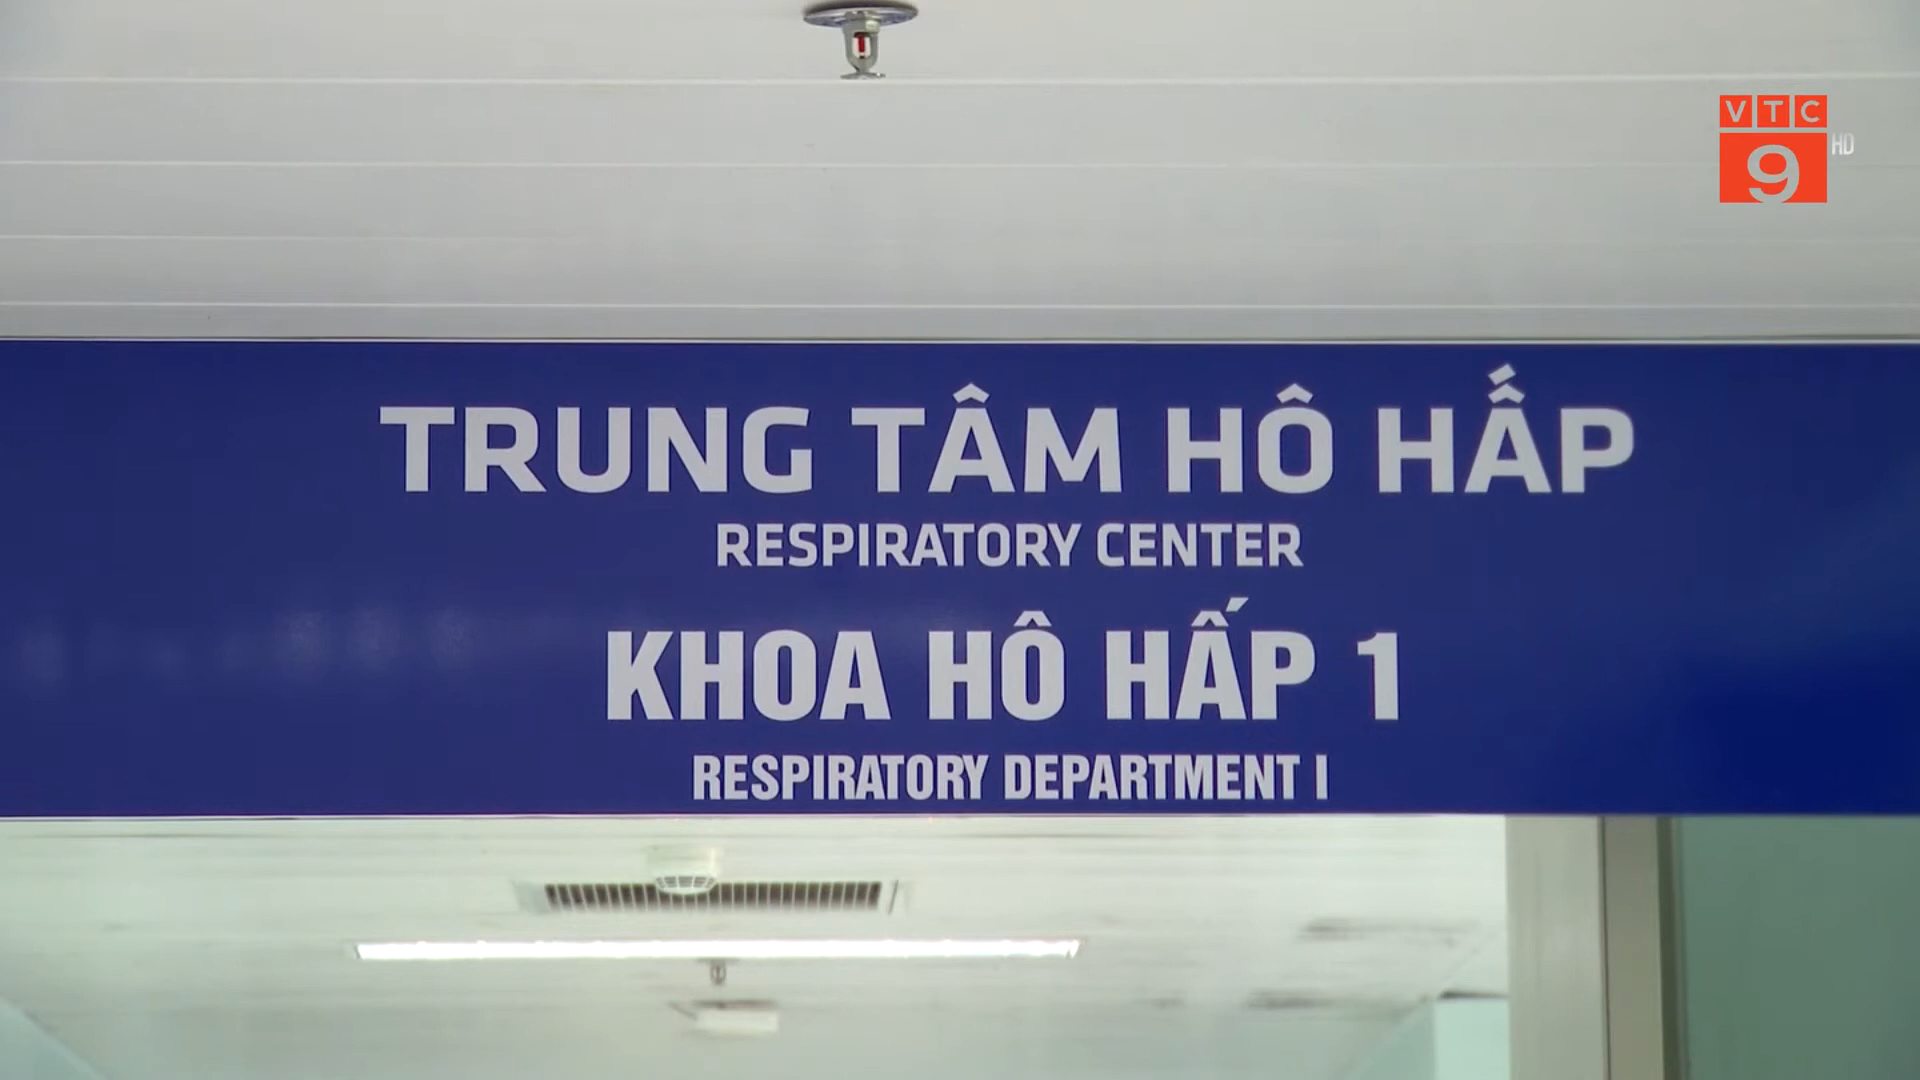 VTC
9 HD
TRUNG TÂM HÔ HẤP
RESPIRATORY CENTER
KHOA HÔ HẤP 1
RESPIRATORY DEPARTMENT I